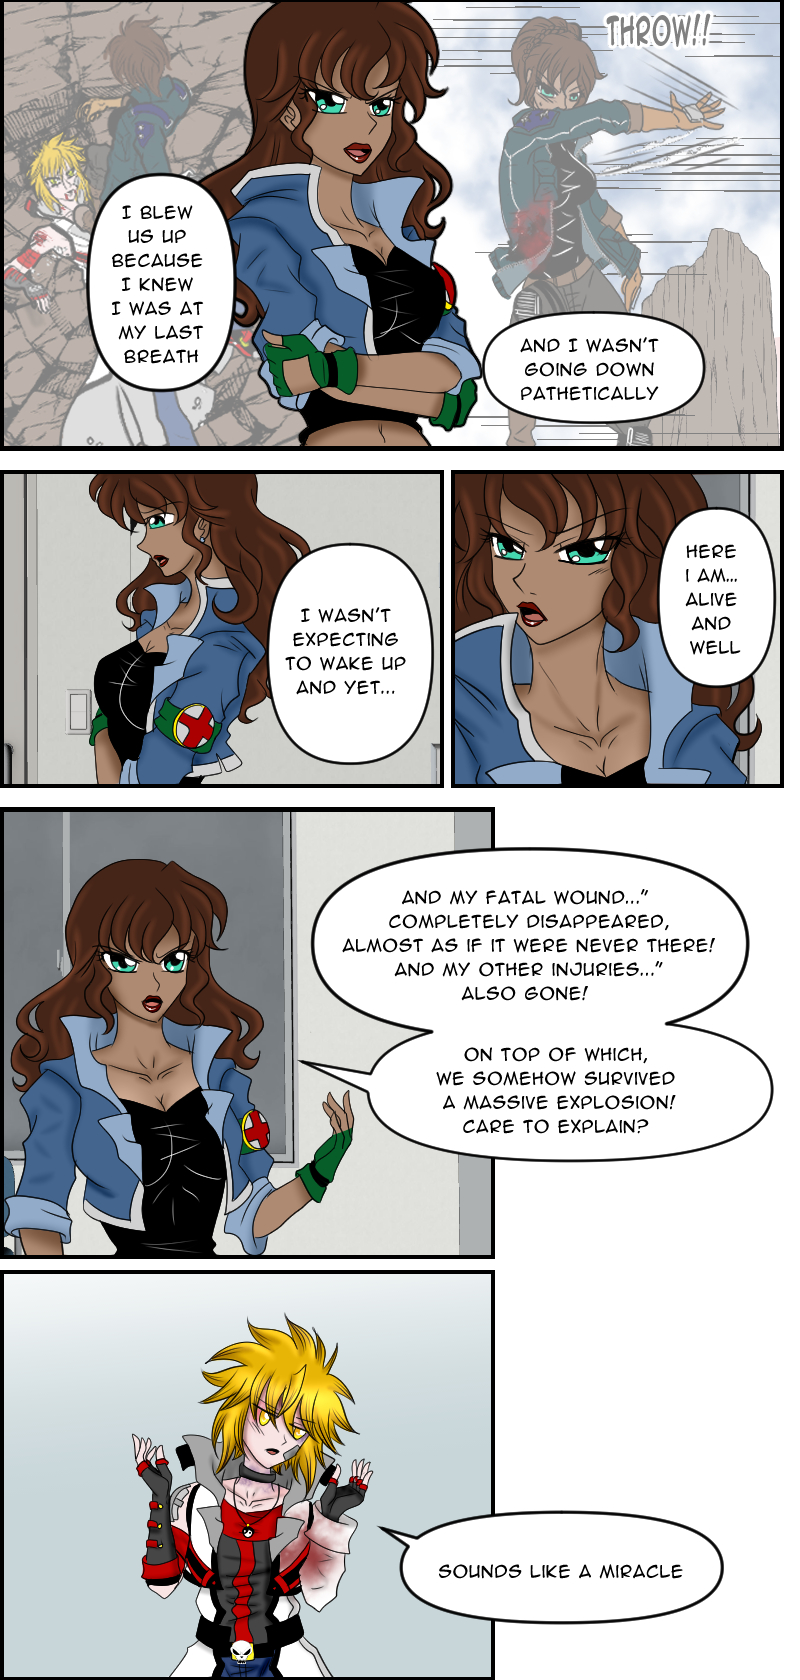 THROW!!
I BLEW
US UP
BECAUSE
I KNEW
I WAS AT
MY LAST
BREATH
AND I WASN'T
GOING DOWN
PATHETICALLY
I WASN'T
EXPECTING
TO WAKE UP
AND YET...
HERE
I AM...
ALIVE
AND
WELL
AND MY FATAL WOUND..."
COMPLETELY DISAPPEARED,
ALMOST AS IF IT WERE NEVER THERE!
AND MY OTHER INJURIES..."
ALSO GONE!
ON TOP OF WHICH,
WE SOMEHOW SURVIVED
A MASSIVE EXPLOSION!
CARE TO EXPLAIN?
SOUNDS LIKE A MIRACLE